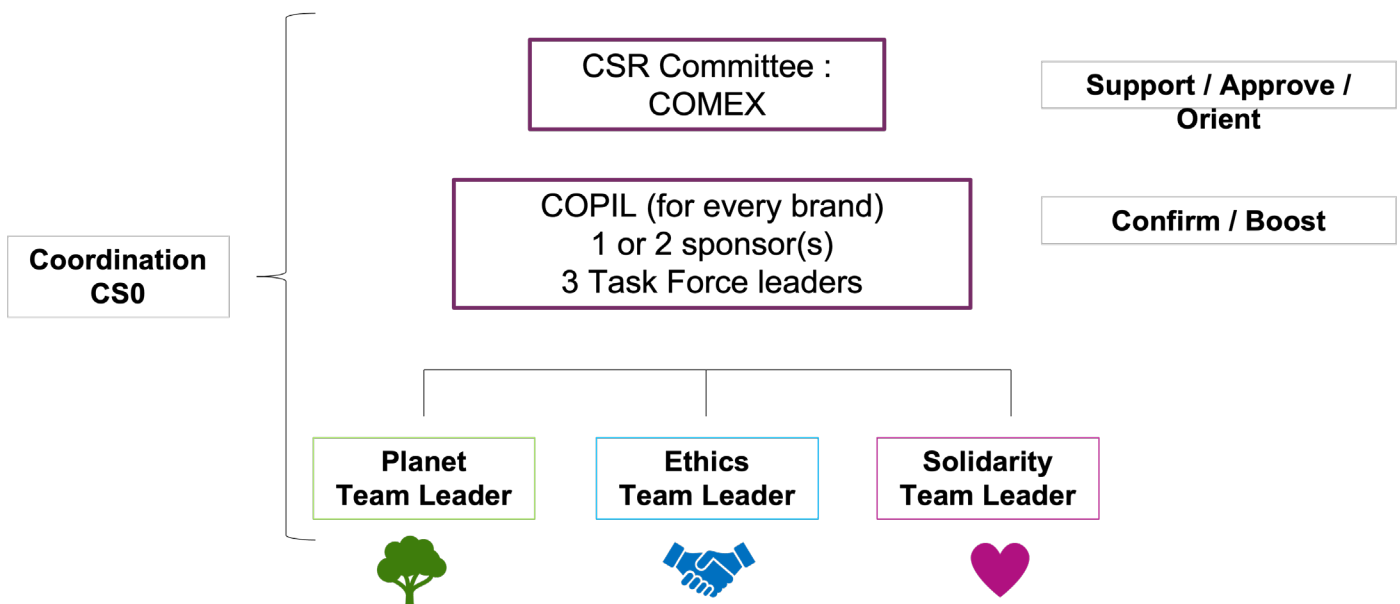 CSR Committee :
COMEX
Support / Approve /
Orient
COPIL (for every brand)
1 or 2 sponsor(s)
3 Task Force leaders
Confirm / Boost
Coordination
CS0
Planet
Team Leader
Ethics
Team Leader
Solidarity
Team Leader